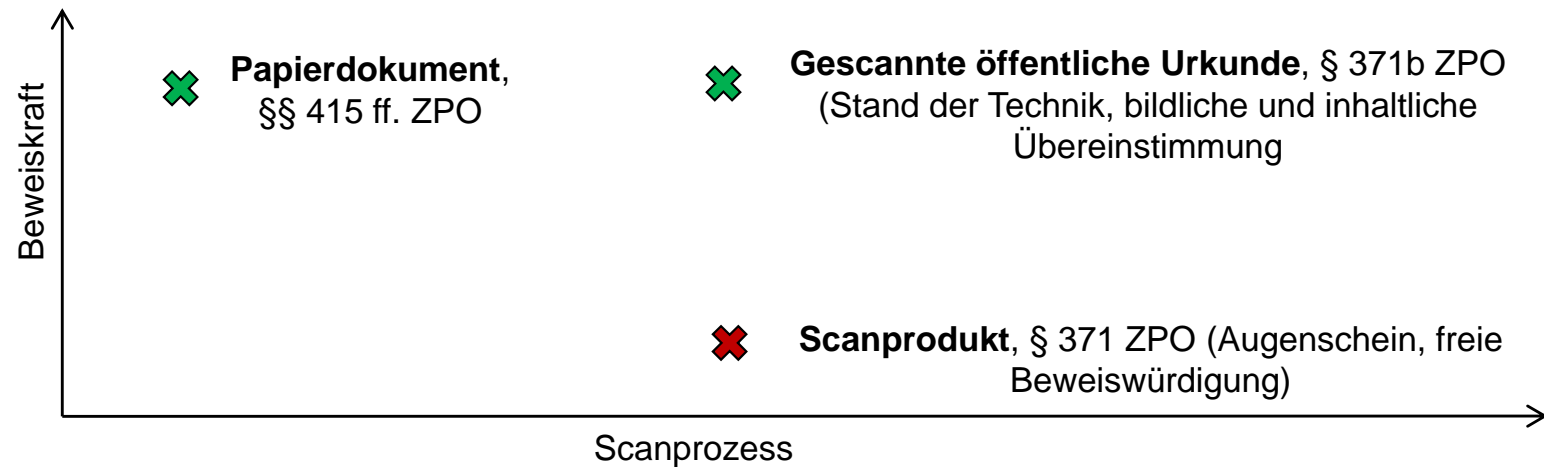 Beweiskraft
Papierdokument,
§§ 415 ff. ZPO
Gescannte öffentliche Urkunde, § 371b ZPO
(Stand der Technik, bildliche und inhaltliche
Übereinstimmung
Scanprodukt, § 371 ZPO (Augenschein, freie
Beweiswürdigung)
Scanprozess